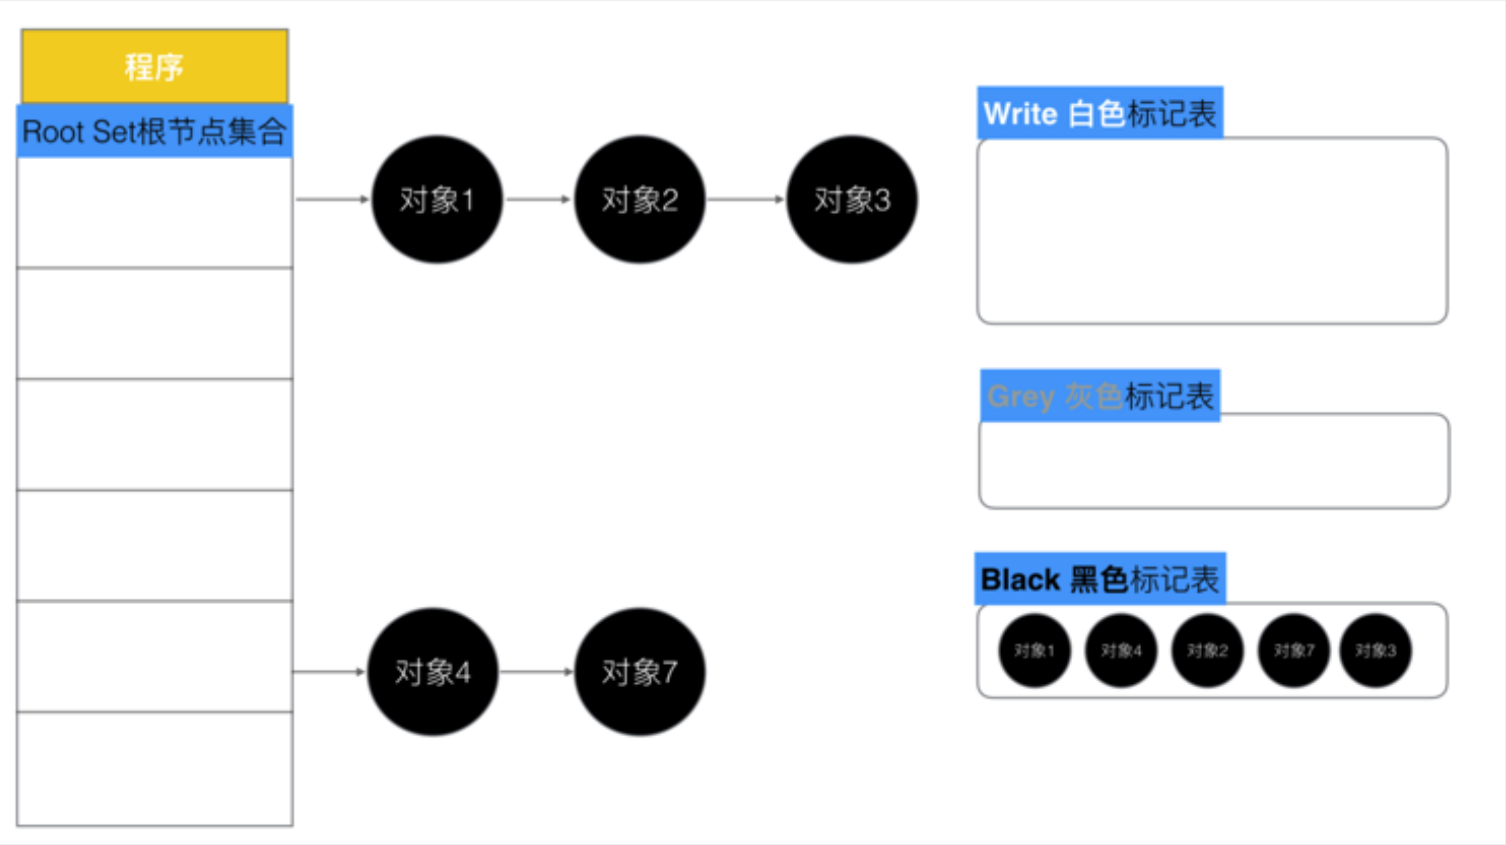 程序
Root Set根节点集合
对象1
对象2
对象3
对象4
对象7
Write 白色标记表
Grey 灰色标记表
Black 黑色标记表
对象1
对象4
对象2
对象7
对象3